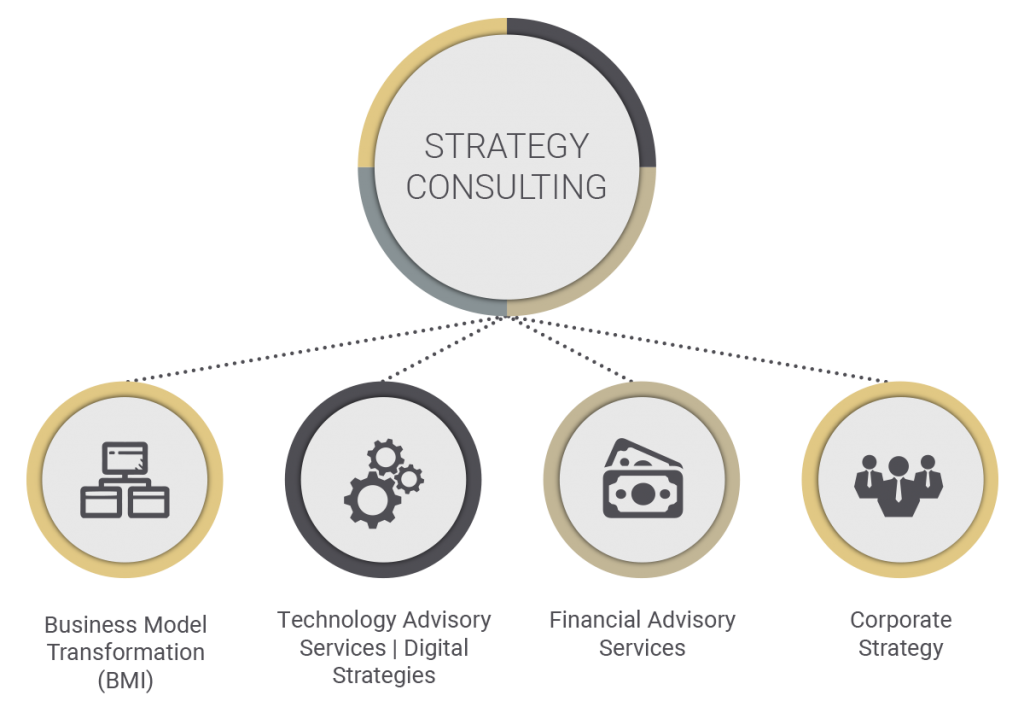 STRATEGY
CONSULTING
Business Model
Transformation
(BMI)
Technology Advisory
Services | Digital
Strategies
Financial Advisory
Services
Corporate
Strategy